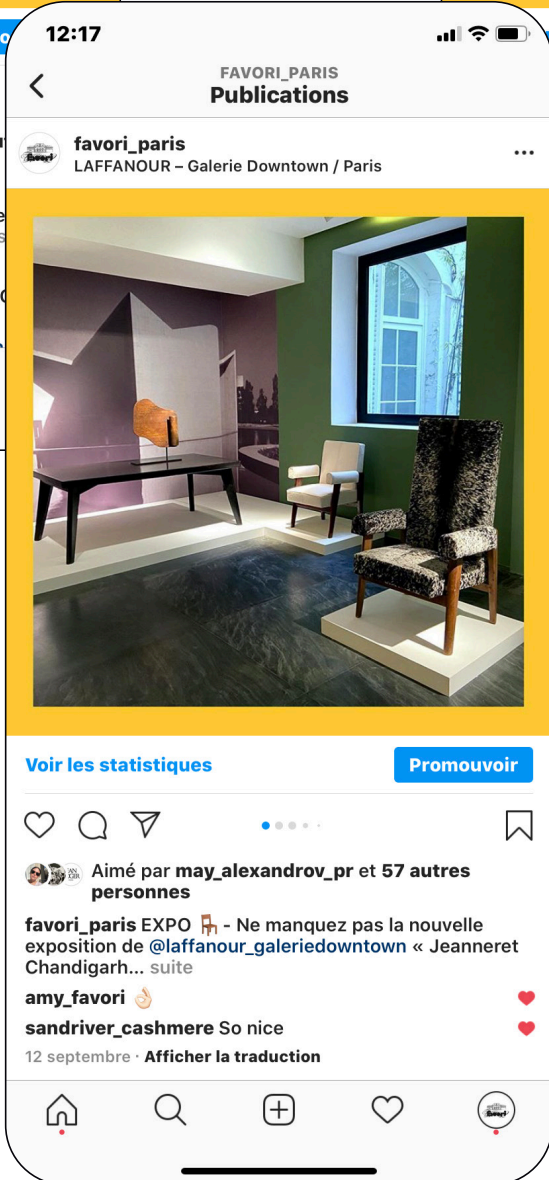 12:17
FAVORI_PARIS
Publications
favori_paris
LAFFANOUR – Galerie Downtown / Paris
Voir les statistiques
Promouvoir
Aimé par may_alexandrov_pr et 57 autres
personnes
favori_paris EXPO 🪑 - Ne manquez pas la nouvelle
exposition de @laffanour_galeriedowntown « Jeanneret
Chandigarh... suite
amy_favori 👌🏻
sandriver_cashmere So nice
12 septembre · Afficher la traduction